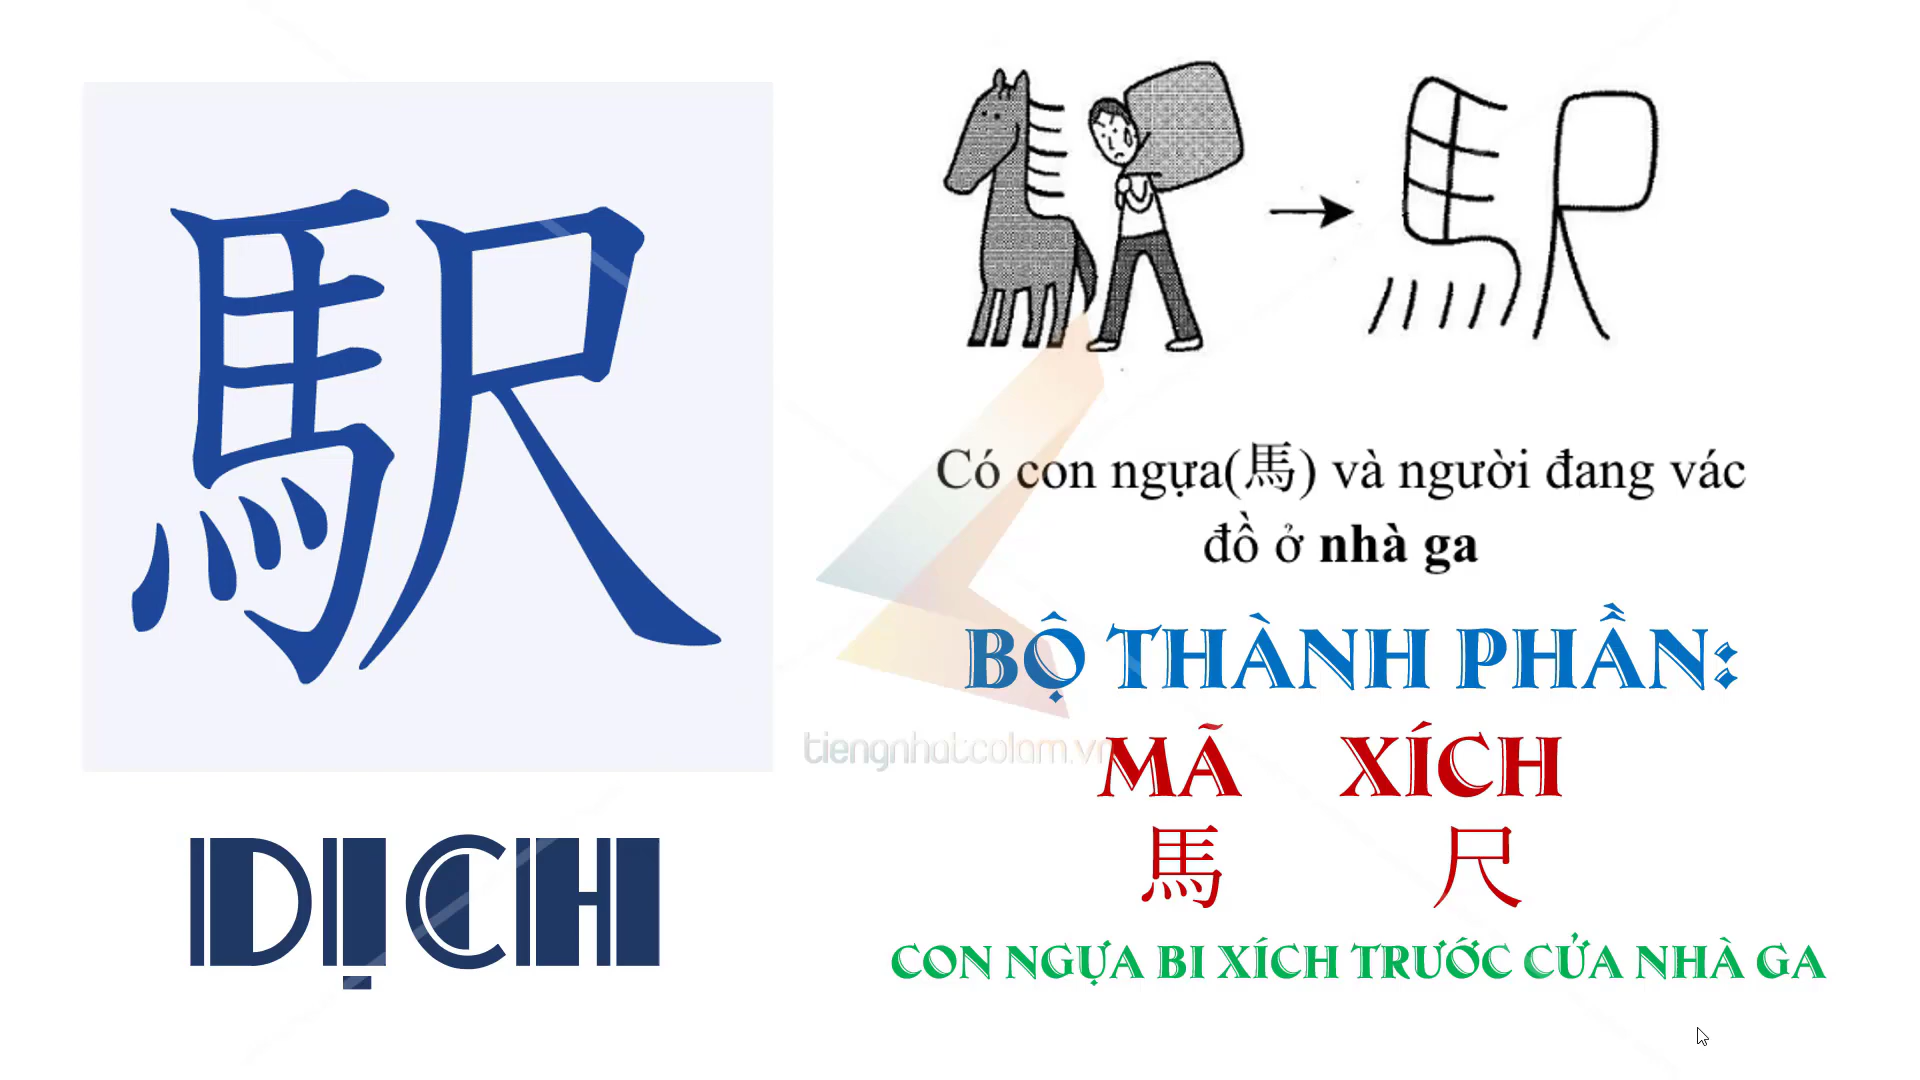 駅
DỊCH
Có con ngựa(馬) và người đang vác
đồ ở nhà ga
BỘ THÀNH PHẦN:
MÃ XÍCH
馬 尺
CON NGỰA BI XÍCH TRƯỚC CỬA NHÀ GA
tiengnhatcolam.vn